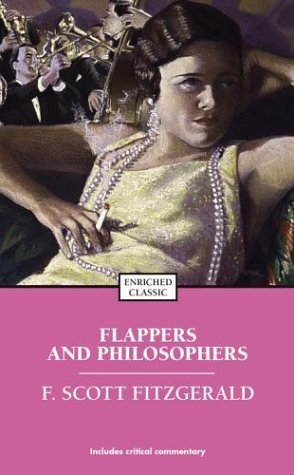 ENRICHED
CLASSIC
FLAPPERS
AND PHILOSOPHERS
F. SCOTT FITZGERALD
Includes critical commentary